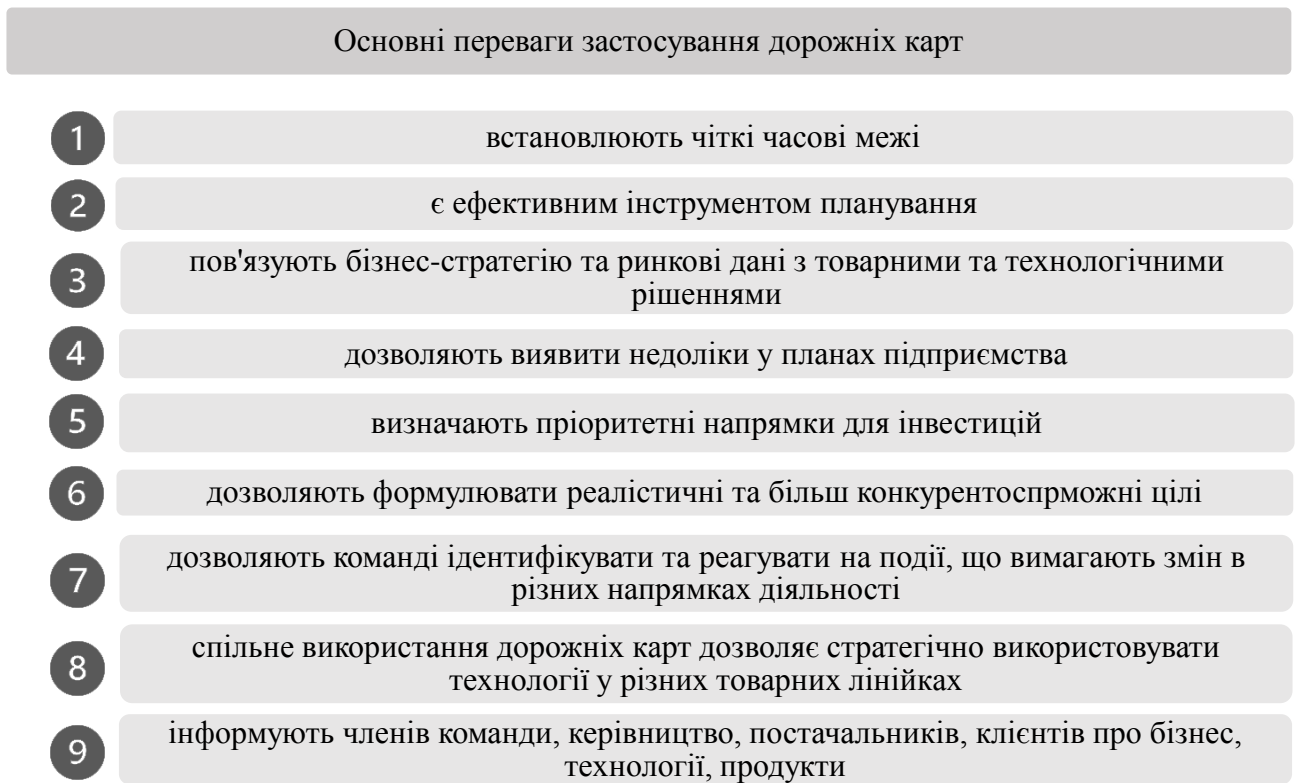 Основні переваги застосування дорожніх карт
1
встановлюють чіткі часові межі
2
є ефективним інструментом планування
3
пов'язують бізнес-стратегію та ринкові дані з товарними та технологічними
рішеннями
4
дозволяють виявити недоліки у планах підприємства
5
визначають пріоритетні напрямки для інвестицій
6
дозволяють формулювати реалістичні та більш конкурентоспрможні цілі
7
дозволяють команді ідентифікувати та реагувати на події, що вимагають змін в
різних напрямках діяльності
8
спільне використання дорожніх карт дозволяє стратегічно використовувати
технології у різних товарних лінійках
9
інформують членів команди, керівництво, постачальників, клієнтів про бізнес,
технології, продукти